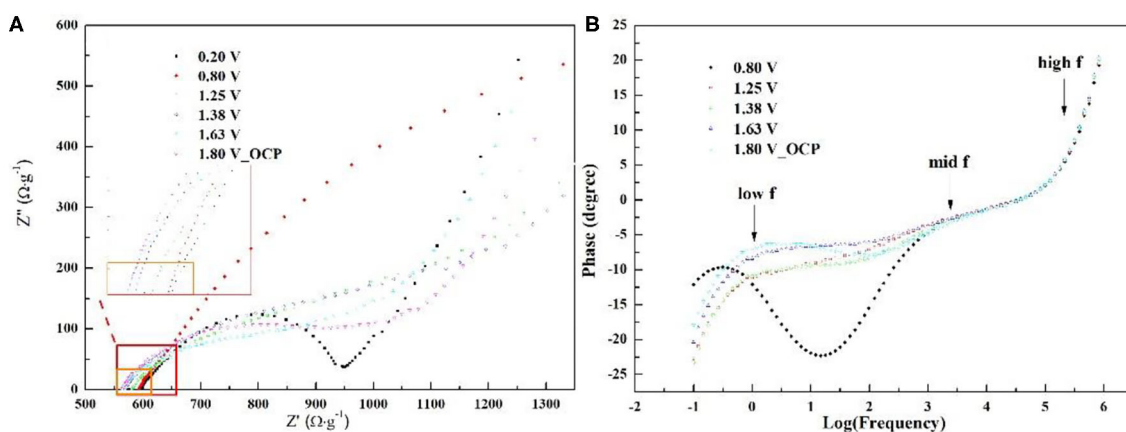 A
600
500
400
300
200
100
0
Z'' (Ω·g⁻¹)
0.20 V
0.80 V
1.25 V
1.38 V
1.63 V
1.80 V_OCP
500 600 700 800 900 1000 1100 1200 1300
Z' (Ω·g⁻¹)
B
25
20
15
10
5
0
-5
-10
-15
-20
-25
Phase (degree)
0.80 V
1.25 V
1.38 V
1.63 V
1.80 V_OCP
low f
mid f
high f
-2 -1 0 1 2 3 4 5 6
Log(Frequency)